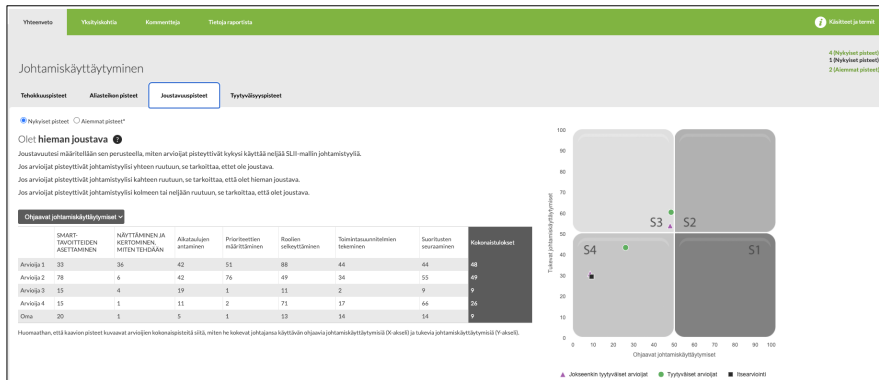 Yhteenveto Yksityiskohtia Kommentteja Tietoja raportista Käsitteet ja termit
4 (Nykyiset pisteet)
1 (Nykyiset pisteet)
2 (Aiemmat pisteet)
Johtamiskäyttäytyminen
Tehokkuuspisteet Aliasteikon pisteet Joustavuuspisteet Tyytyväisyyspisteet
Nykyiset pisteet Aiemmat pisteet*
Olet hieman joustava ?
Joustavuutesi määritellään sen perusteella, miten arvioijat pisteyttivät kykysi käyttää neljää SLII-mallin johtamistyyliä.
Jos arvioijat pisteyttivät johtamistyylisi yhteen ruutuun, se tarkoittaa, ettet ole joustava.
Jos arvioijat pisteyttivät johtamistyylisi kahteen ruutuun, se tarkoittaa, että olet hieman joustava.
Jos arvioijat pisteyttivät johtamistyylisi kolmeen tai neljään ruutuun, se tarkoittaa, että olet joustava.
Ohjaavat johtamiskäyttäytymiset
SMART-TAVOITTEIDEN ASETTAMINEN NÄYTTÄMINEN JA KERTOMINEN, MITEN TEHDÄÄN Aikataulujen antaminen Prioriteettien määrittäminen Roolien selkeyttäminen Toimintasuunnitelmien tekeminen Suoritusten seuraaminen Kokonaistulokset
Arvioija 1 33 36 42 51 88 44 44 48
Arvioija 2 78 6 42 76 49 34 55 49
Arvioija 3 15 4 19 1 11 2 9 9
Arvioija 4 15 1 11 2 71 17 66 26
Oma 20 1 5 1 13 14 14 9
Huomaathan, että kaavion pisteet kuvaavat arvioijien kokonaispisteitä siitä, miten he kokevat johtajansa käyttävän ohjaavia johtamiskäyttäytymisiä (X-akseli) ja tukevia johtamiskäyttäytymisiä (Y-akseli).
Tukevat johtamiskäyttäytymiset
100
90
80
70
60
50
40
30
20
10
0
S3 S2
S4 S1
0 10 20 30 40 50 60 70 80 90 100
Ohjaavat johtamiskäyttäytymiset
Jokseenkin tyytyväiset arvioijat Tyytyväiset arvioijat Itsearviointi